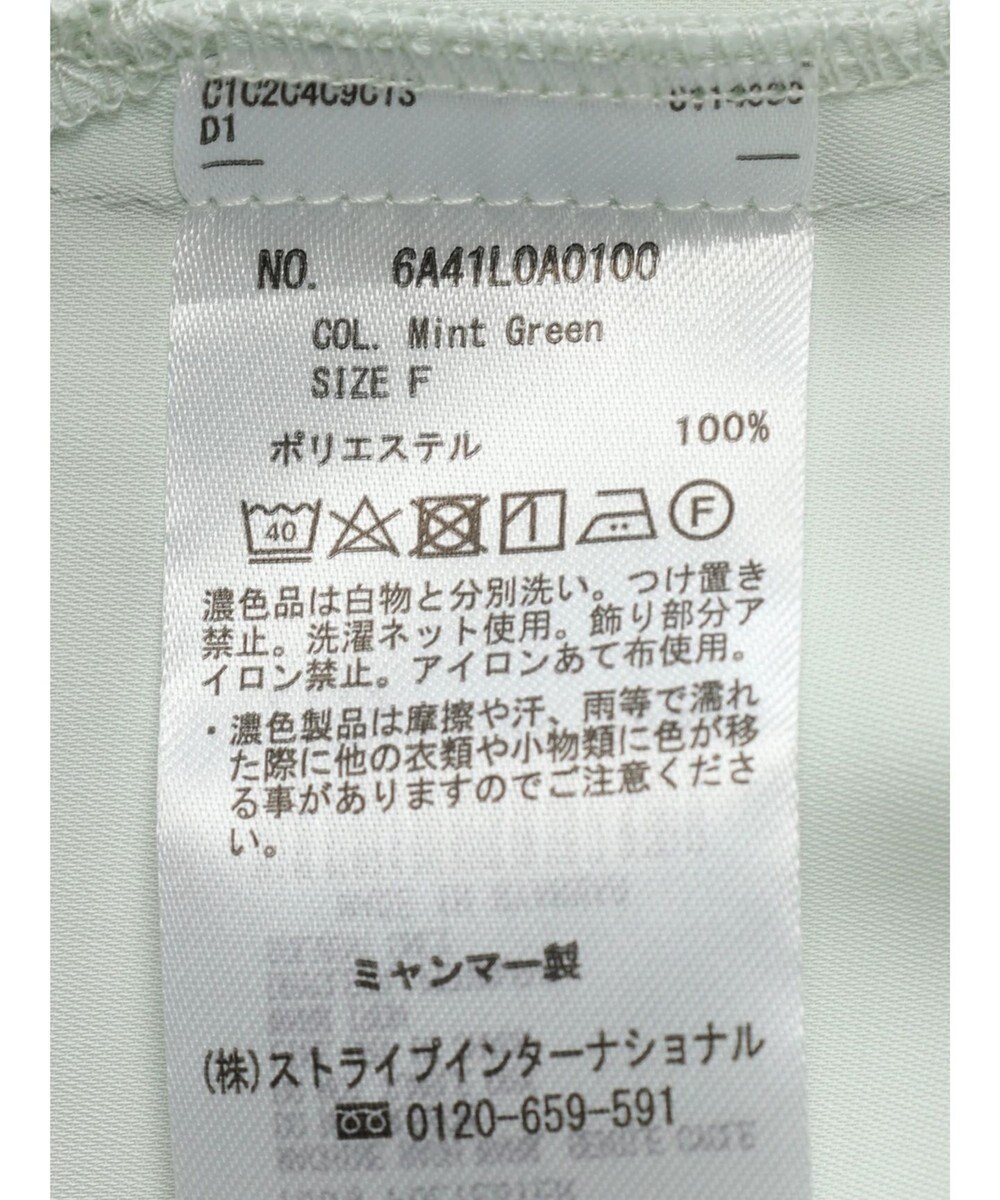 C1C2C4C9C13
D1
NO. 6A41L0A0100
COL. Mint Green
SIZE F
ポリエステル 100%
40 F
濃色品は白物と分別洗い。つけ置き
禁止。洗濯ネット使用。飾り部分ア
イロン禁止。アイロンあて布使用。
・濃色製品は摩擦や汗、雨等で濡れ
た際に他の衣類や小物類に色が移
る事がありますのでご注意くださ
い。
ミャンマー製
(株)ストライプインターナショナル
0120-659-591